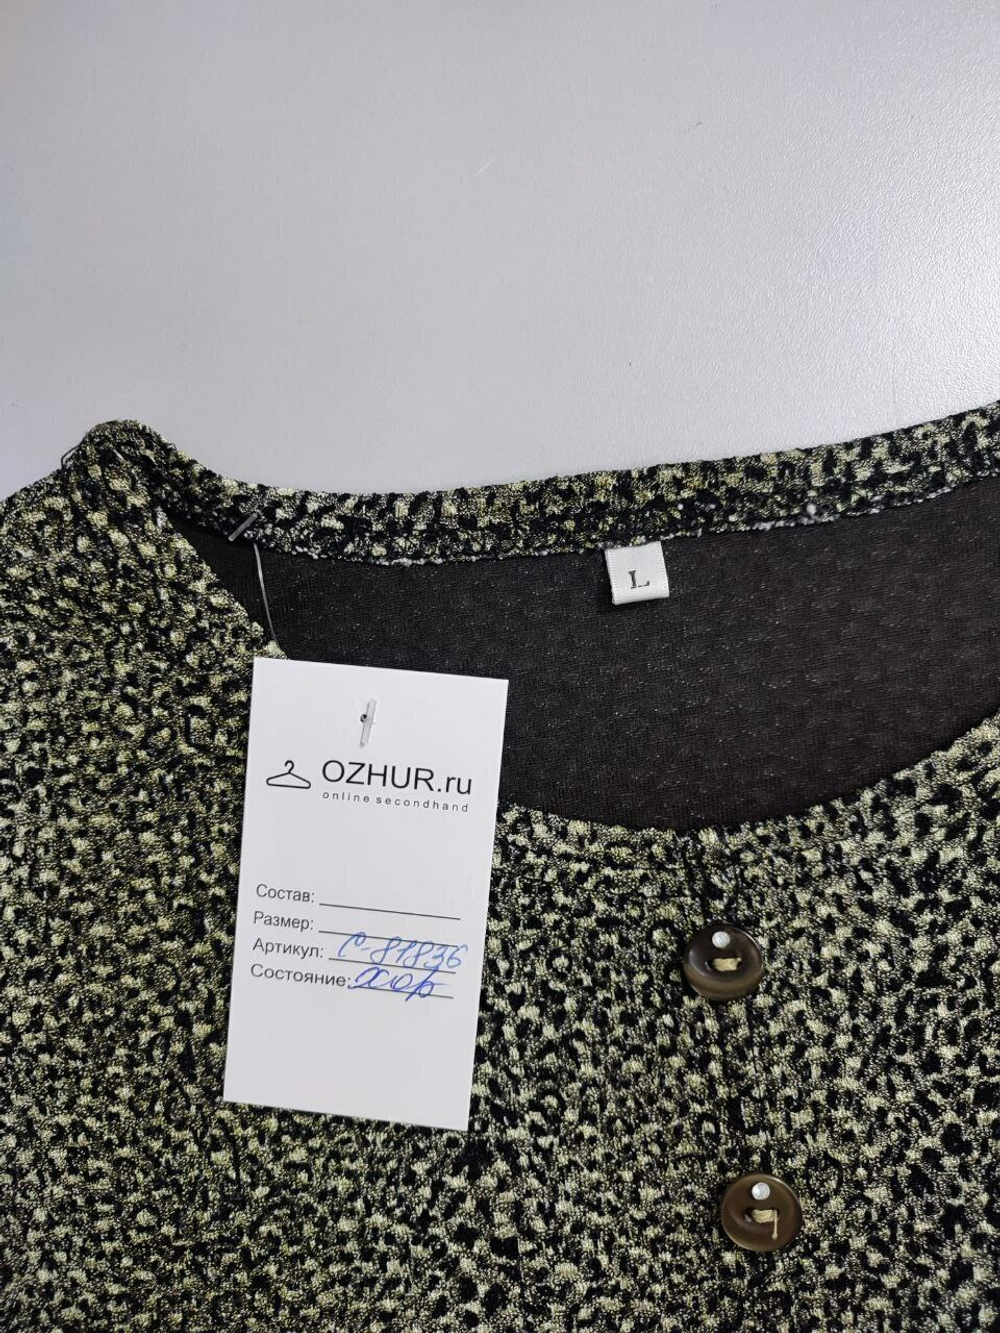 L
OZHUR.ru
online secondhand
Состав:
Размер:
Артикул: С-81836
Состояние: хор